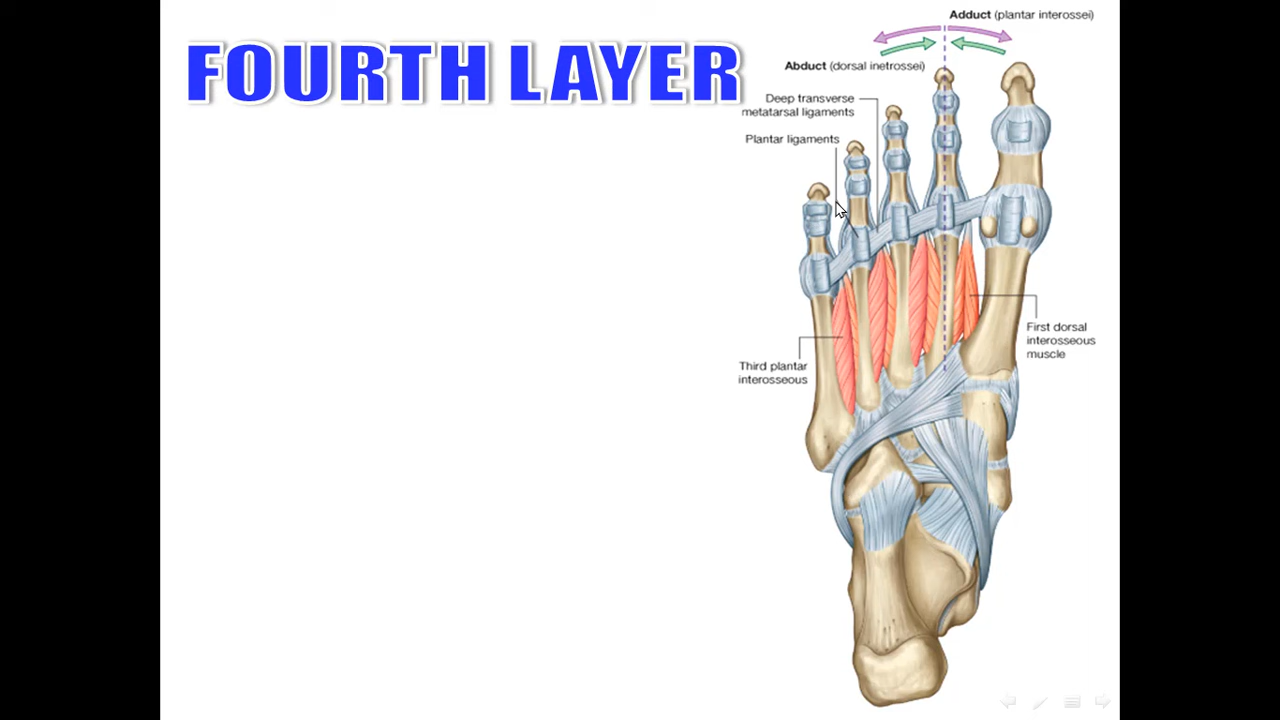 FOURTH LAYER
Adduct (plantar interossei)
Abduct (dorsal inetrossei)
Deep transverse
metatarsal ligaments
Plantar ligaments
First dorsal
interosseous
muscle
Third plantar
interosseous